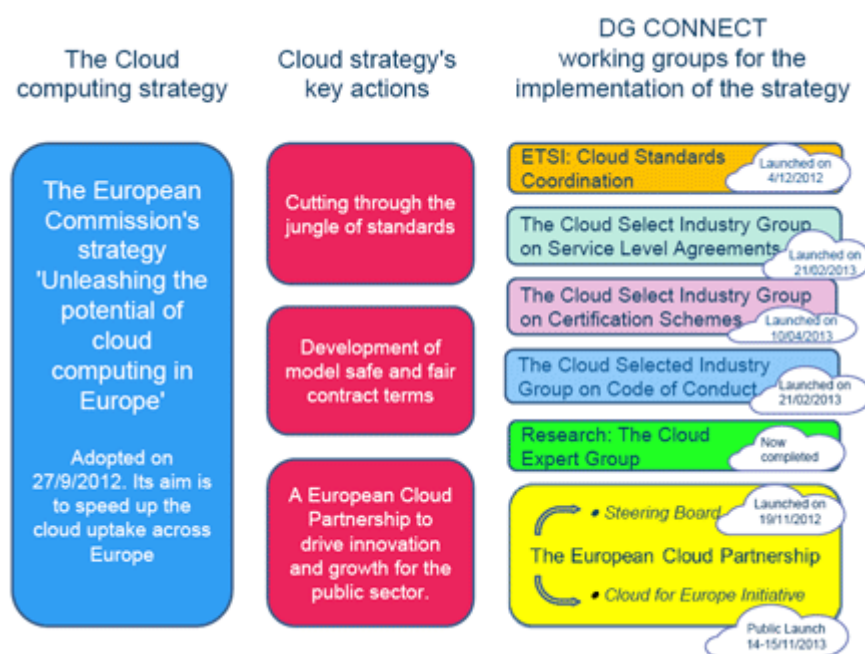 The Cloud
computing strategy
Cloud strategy's
key actions
DG CONNECT
working groups for the
implementation of the strategy
The European
Commission's
strategy
'Unleashing the
potential of
cloud
computing in
Europe'
Adopted on
27/9/2012. Its aim is
to speed up the
cloud uptake across
Europe
Cutting through the
jungle of standards
Development of
model safe and fair
contract terms
A European Cloud
Partnership to
drive innovation
and growth for the
public sector.
ETSI: Cloud Standards
Coordination
Launched on
4/12/2012
The Cloud Select Industry Group
on Service Level Agreements
Launched on
21/02/2013
The Cloud Select Industry Group
on Certification Schemes
Launched on
10/04/2013
The Cloud Selected Industry
Group on Code of Conduct
Launched on
21/02/2013
Research: The Cloud
Expert Group
Now
completed
• Steering Board
Launched on
19/11/2012
The European Cloud Partnership
• Cloud for Europe Initiative
Public Launch
14-15/11/2013